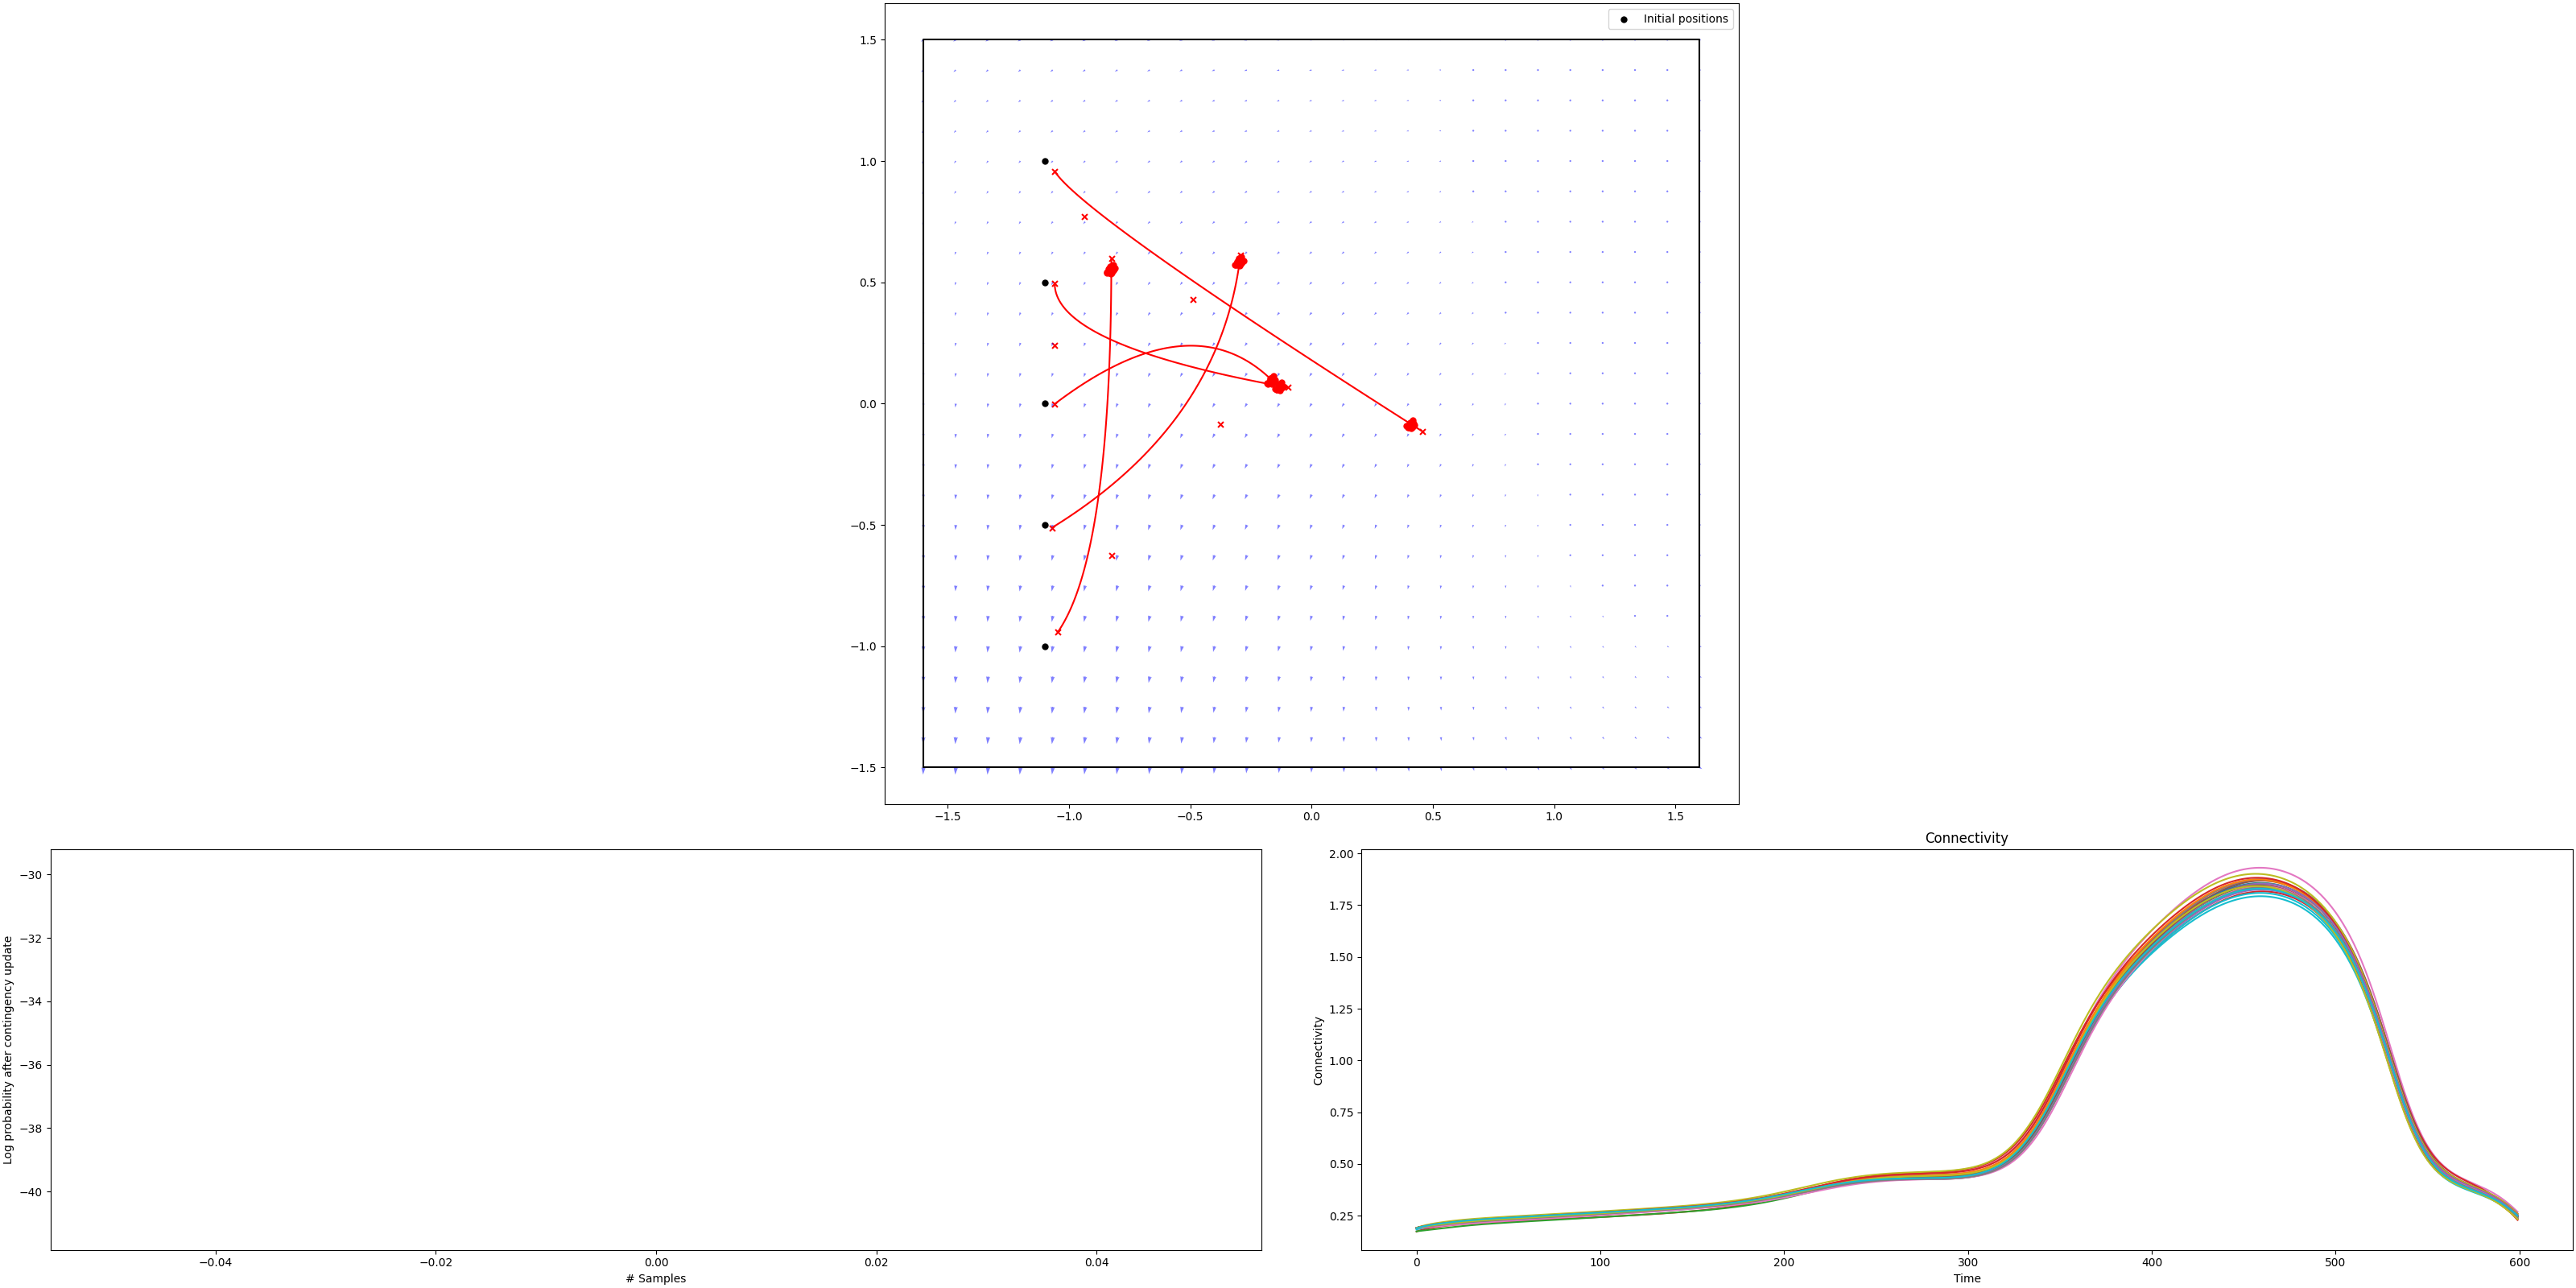 Initial positions
1.5
1.0
0.5
0.0
−0.5
−1.0
−1.5
−1.5 −1.0 −0.5 0.0 0.5 1.0 1.5
Log probability after contingency update
−30
−32
−34
−36
−38
−40
−0.04 −0.02 0.00 0.02 0.04
# Samples
Connectivity
Connectivity
2.00
1.75
1.50
1.25
1.00
0.75
0.50
0.25
0 100 200 300 400 500 600
Time